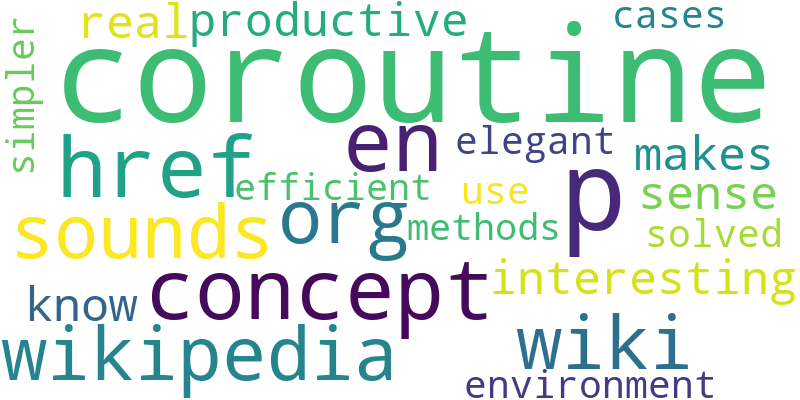 real productive cases
simpler
coroutine
href en elegant makes
efficient use p sense
sounds org methods solved
concept interesting
know
wikipedia wiki
environment